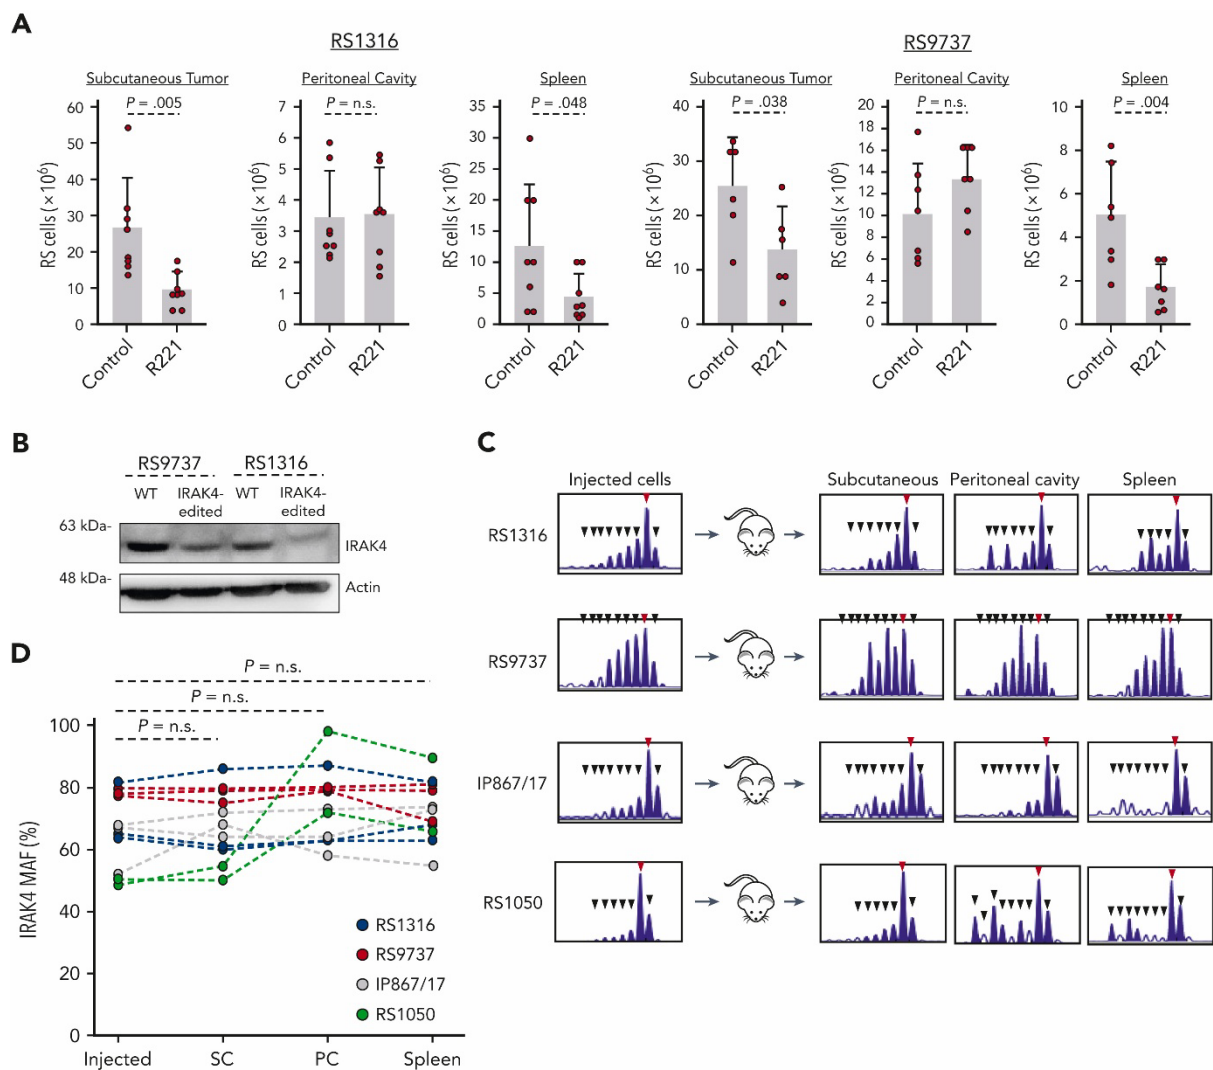 A
RS1316
RS9737
Subcutaneous Tumor
Peritoneal Cavity
Spleen
Subcutaneous Tumor
Peritoneal Cavity
Spleen
P = .005
P = n.s.
P = .048
P = .038
P = n.s.
P = .004
RS cells (×10⁶)
60
50
40
30
20
10
0
Control
R221
RS cells (×10⁶)
7
6
5
4
3
2
1
0
Control
R221
RS cells (×10⁶)
35
30
25
20
15
10
5
0
Control
R221
RS cells (×10⁶)
40
30
20
10
0
Control
R221
RS cells (×10⁶)
20
18
16
14
12
10
8
6
4
2
0
Control
R221
RS cells (×10⁶)
10
8
6
4
2
0
Control
R221
B
RS9737
RS1316
WT
IRAK4-
edited
WT
IRAK4-
edited
63 kDa-
IRAK4
48 kDa-
Actin
C
Injected cells
Subcutaneous
Peritoneal cavity
Spleen
RS1316
RS9737
IP867/17
RS1050
D
P = n.s.
P = n.s.
P = n.s.
IRAK4 MAF (%)
100
80
60
40
20
0
RS1316
RS9737
IP867/17
RS1050
Injected
SC
PC
Spleen